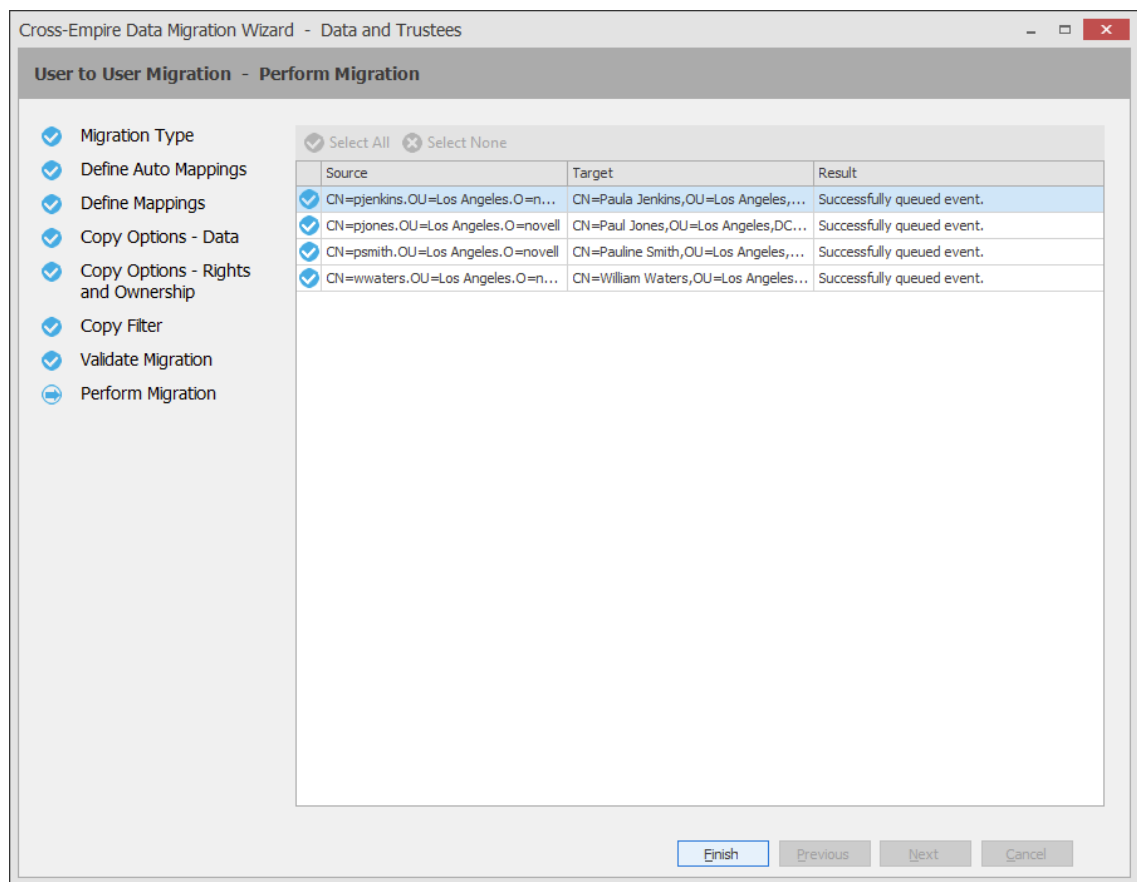 Cross-Empire Data Migration Wizard - Data and Trustees
User to User Migration - Perform Migration
Migration Type
Define Auto Mappings
Define Mappings
Copy Options - Data
Copy Options - Rights
and Ownership
Copy Filter
Validate Migration
Perform Migration
Select All Select None
Source Target Result
CN=pjenkins.OU=Los Angeles.O=n... CN=Paula Jenkins,OU=Los Angeles,... Successfully queued event.
CN=pjones.OU=Los Angeles.O=novell CN=Paul Jones,OU=Los Angeles,DC... Successfully queued event.
CN=psmith.OU=Los Angeles.O=novell CN=Pauline Smith,OU=Los Angeles,... Successfully queued event.
CN=wwaters.OU=Los Angeles.O=n... CN=William Waters,OU=Los Angeles... Successfully queued event.
Finish Previous Next Cancel